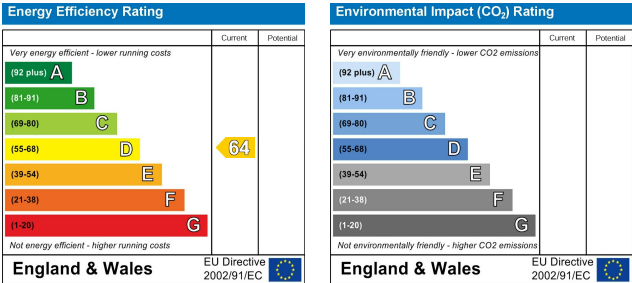 Energy Efficiency Rating
Current Potential
Very energy efficient - lower running costs
(92 plus) A
(81-91) B
(69-80) C
(55-68) D
64
(39-54) E
(21-38) F
(1-20) G
Not energy efficient - higher running costs
England & Wales
EU Directive
2002/91/EC
Environmental Impact (CO₂) Rating
Current Potential
Very environmentally friendly - lower CO2 emissions
(92 plus) A
(81-91) B
(69-80) C
(55-68) D
(39-54) E
(21-38) F
(1-20) G
Not environmentally friendly - higher CO2 emissions
England & Wales
EU Directive
2002/91/EC